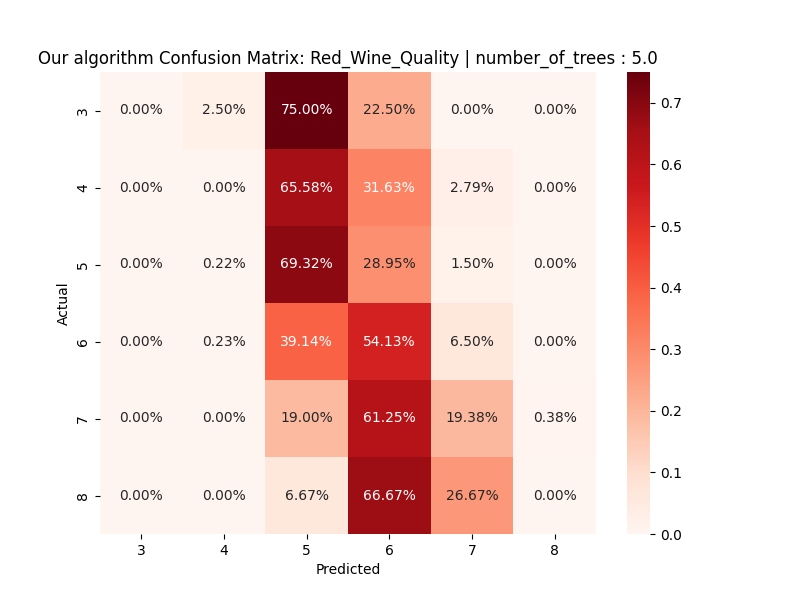 Our algorithm Confusion Matrix: Red_Wine_Quality | number_of_trees : 5.0
3 0.00% 2.50% 75.00% 22.50% 0.00% 0.00%
4 0.00% 0.00% 65.58% 31.63% 2.79% 0.00%
5 0.00% 0.22% 69.32% 28.95% 1.50% 0.00%
6 0.00% 0.23% 39.14% 54.13% 6.50% 0.00%
7 0.00% 0.00% 19.00% 61.25% 19.38% 0.38%
8 0.00% 0.00% 6.67% 66.67% 26.67% 0.00%
Actual
3 4 5 6 7 8
Predicted
0.7
0.6
0.5
0.4
0.3
0.2
0.1
0.0